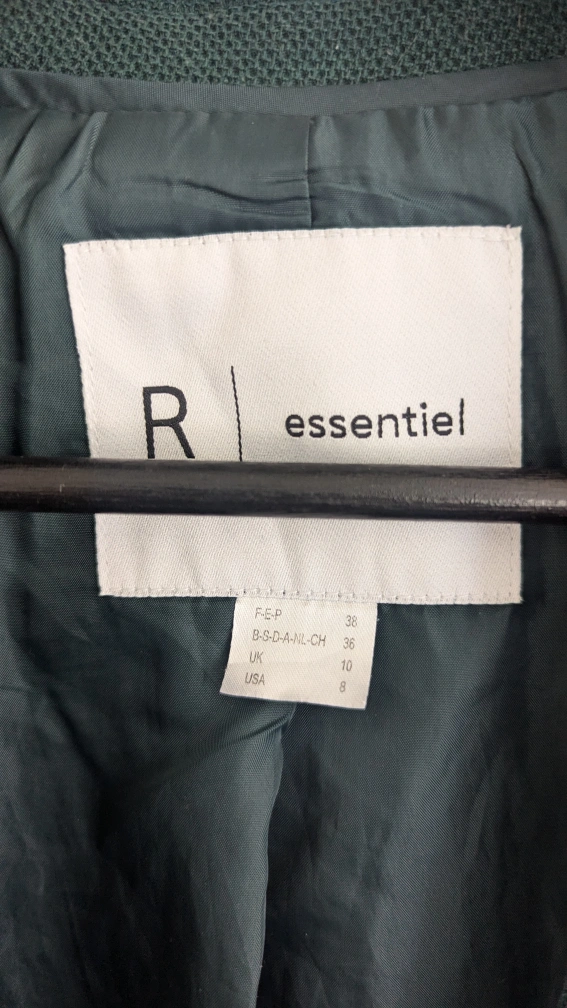 R | essentiel
F-E-P 38
B-S-D-A-NL-CH 36
UK 10
USA 8